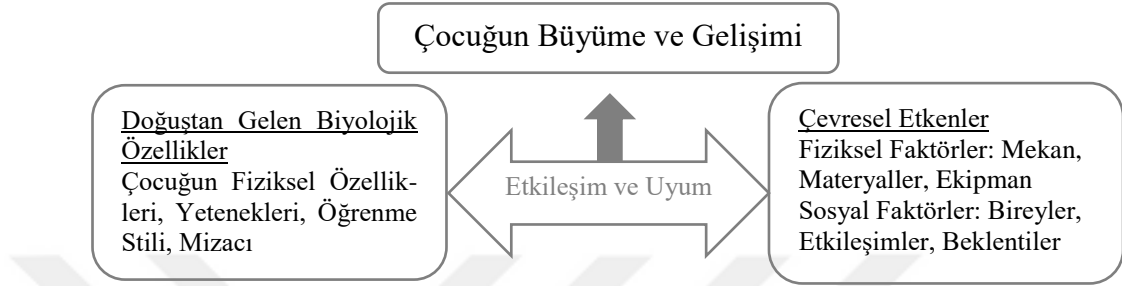 Çocuğun Büyüme ve Gelişimi
Doğuştan Gelen Biyolojik
Özellikler
Çocuğun Fiziksel Özellik-
leri, Yetenekleri, Öğrenme
Stili, Mizacı
Etkileşim ve Uyum
Çevresel Etkenler
Fiziksel Faktörler: Mekan,
Materyaller, Ekipman
Sosyal Faktörler: Bireyler,
Etkileşimler, Beklentiler